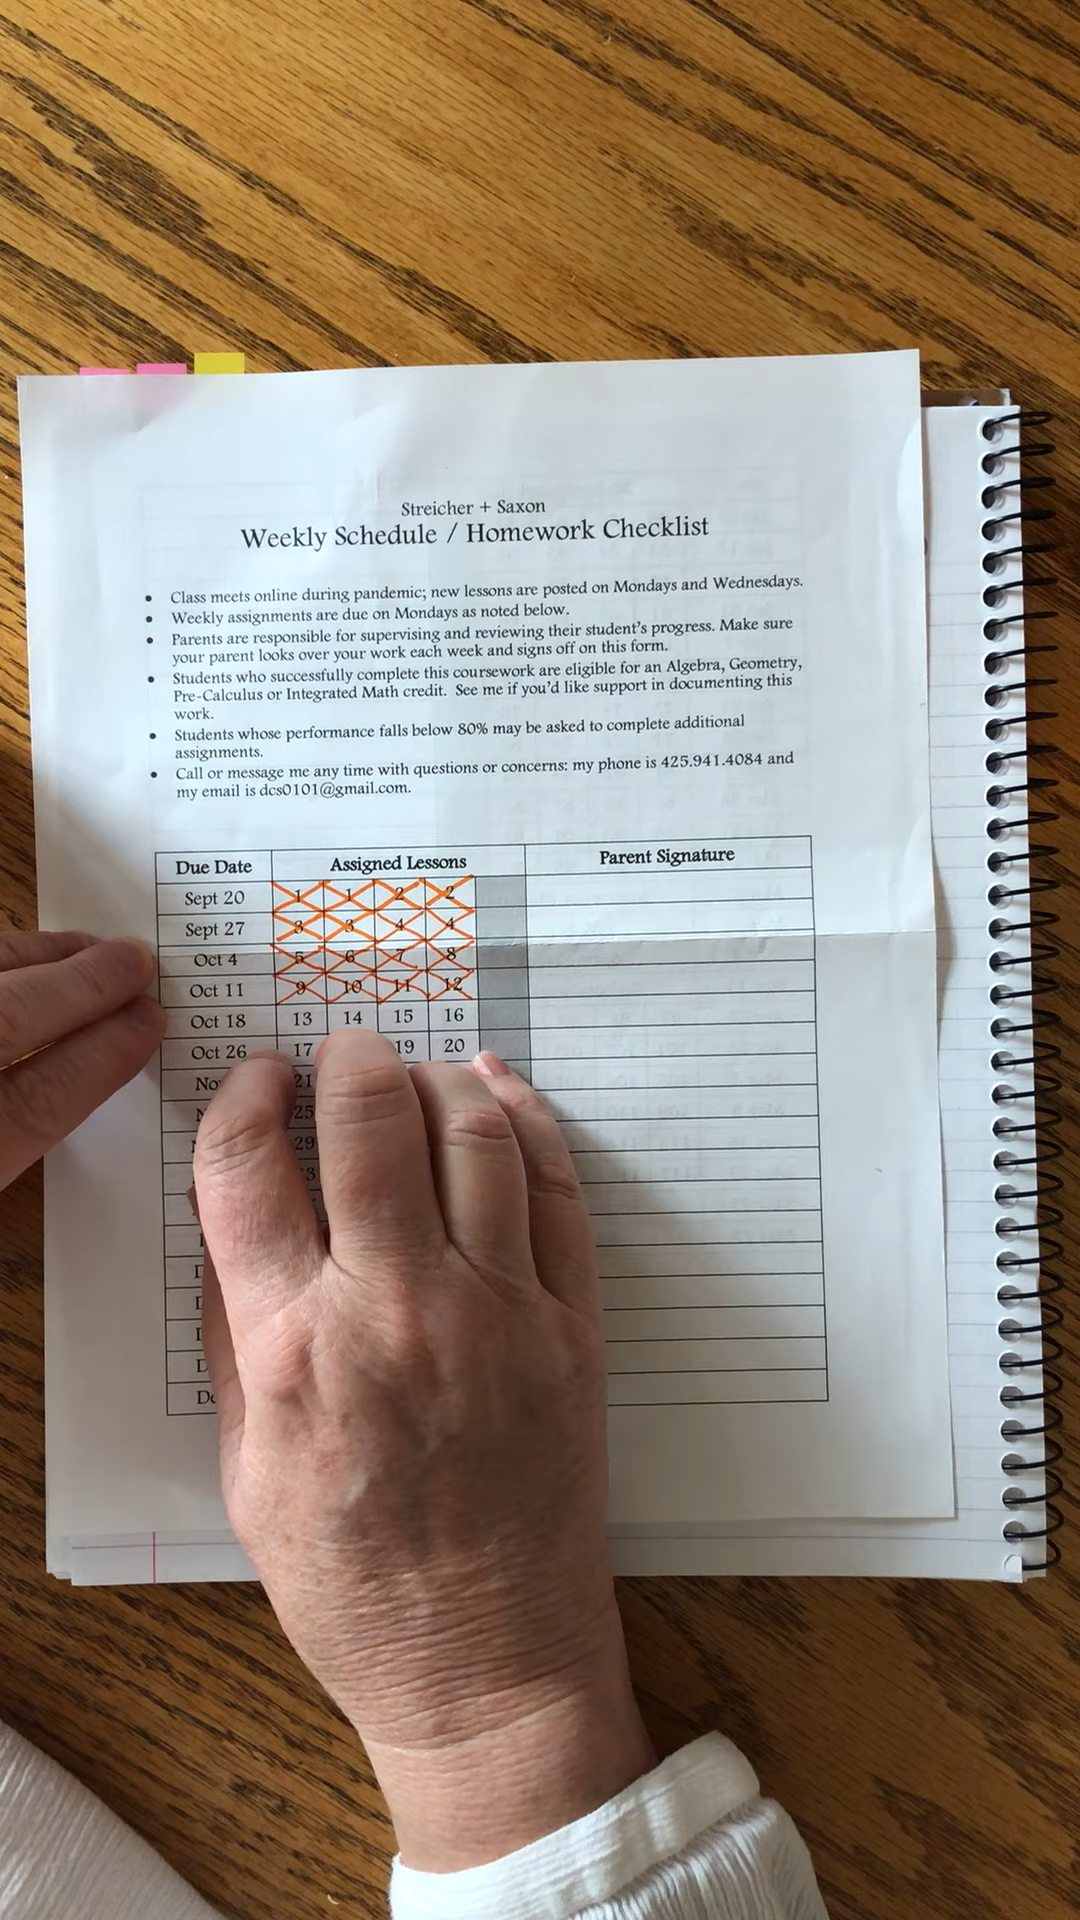 Streicher + Saxon
Weekly Schedule / Homework Checklist
• Class meets online during pandemic; new lessons are posted on Mondays and Wednesdays.
• Weekly assignments are due on Mondays as noted below.
• Parents are responsible for supervising and reviewing their student's progress. Make sure
your parent looks over your work each week and signs off on this form.
• Students who successfully complete this coursework are eligible for an Algebra, Geometry,
Pre-Calculus or Integrated Math credit. See me if you'd like support in documenting this
work.
• Students whose performance falls below 80% may be asked to complete additional
assignments.
• Call or message me any time with questions or concerns: my phone is 425.941.4084 and
my email is dcs0101@gmail.com.
Due Date Assigned Lessons Parent Signature
Sept 20 1 1 2 2
Sept 27 3 3 4 4
Oct 4 5 6 7 8
Oct 11 9 10 11 12
Oct 18 13 14 15 16
Oct 26 17 19 20
21
25
29